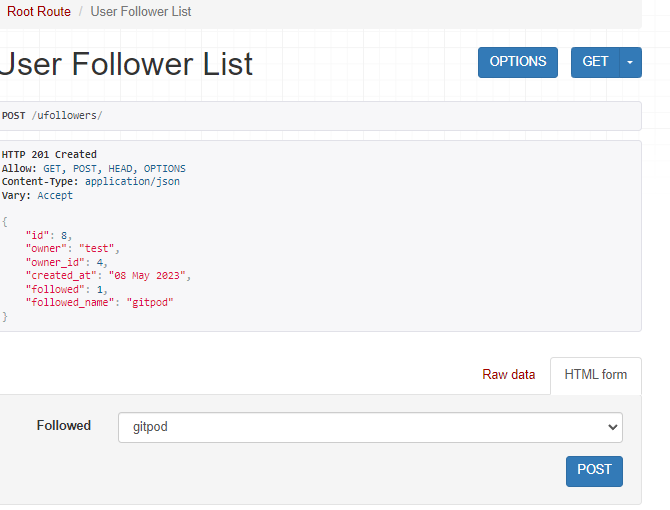 Root Route / User Follower List
User Follower List
OPTIONS
GET
POST /ufollowers/
HTTP 201 Created
Allow: GET, POST, HEAD, OPTIONS
Content-Type: application/json
Vary: Accept
{
"id": 8,
"owner": "test",
"owner_id": 4,
"created_at": "08 May 2023",
"followed": 1,
"followed_name": "gitpod"
}
Raw data
HTML form
Followed
gitpod
POST